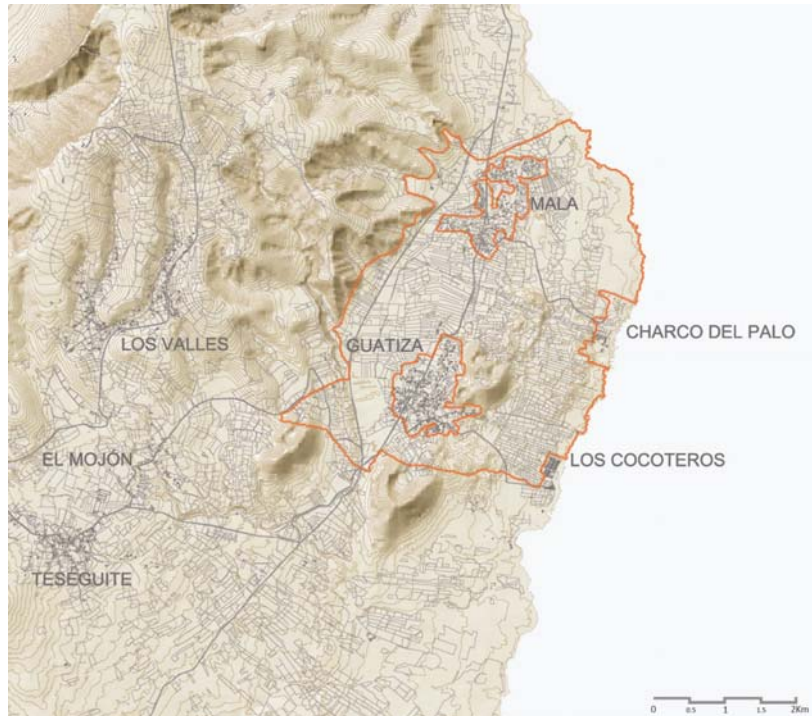 MALA
CHARCO DEL PALO
LOS VALLES
GUATIZA
EL MOJÓN
LOS COCOTEROS
TESEGUITE
0 0.5 1 1.5 2Km